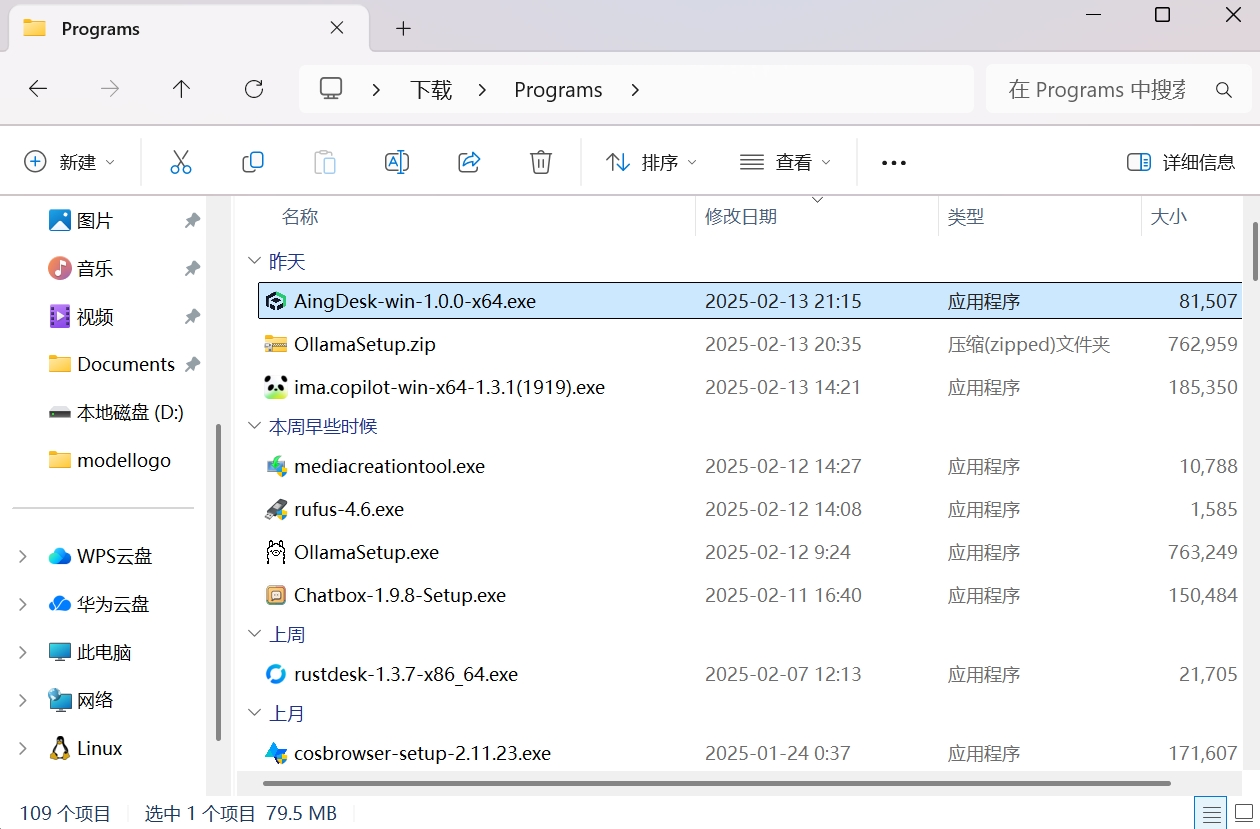 Programs
下载 Programs
在 Programs 中搜索
新建 排序 查看 详细信息
图片
音乐
视频
Documents
本地磁盘 (D:)
modellogo
WPS云盘
华为云盘
此电脑
网络
Linux
名称 修改日期 类型 大小
昨天
AingDesk-win-1.0.0-x64.exe 2025-02-13 21:15 应用程序 81,507
OllamaSetup.zip 2025-02-13 20:35 压缩(zipped)文件夹 762,959
ima.copilot-win-x64-1.3.1(1919).exe 2025-02-13 14:21 应用程序 185,350
本周早些时候
mediacreationtool.exe 2025-02-12 14:27 应用程序 10,788
rufus-4.6.exe 2025-02-12 14:08 应用程序 1,585
OllamaSetup.exe 2025-02-12 9:24 应用程序 763,249
Chatbox-1.9.8-Setup.exe 2025-02-11 16:40 应用程序 150,484
上周
rustdesk-1.3.7-x86_64.exe 2025-02-07 12:13 应用程序 21,705
上月
cosbrowser-setup-2.11.23.exe 2025-01-24 0:37 应用程序 171,607
109 个项目 选中 1 个项目 79.5 MB